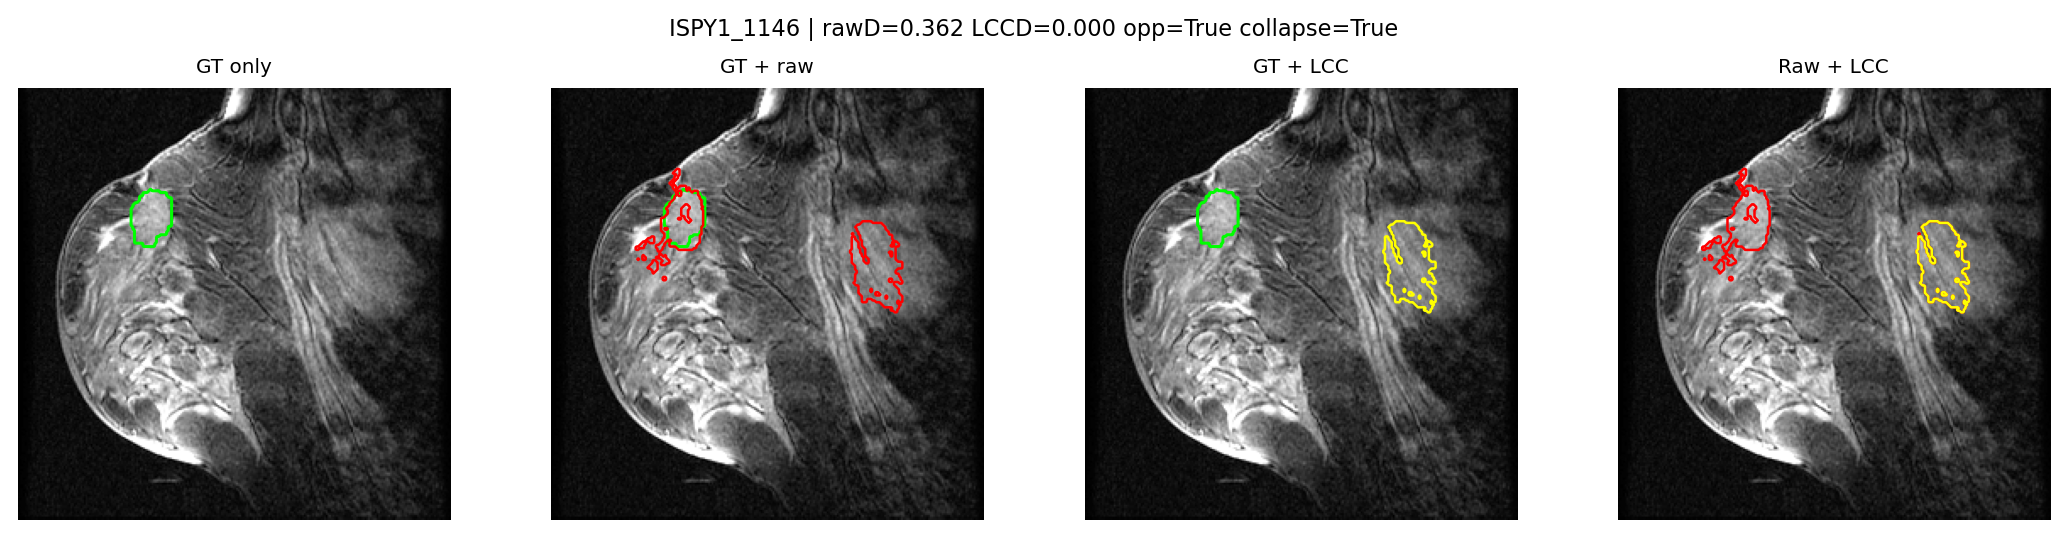 ISPY1_1146 | rawD=0.362 LCCD=0.000 opp=True collapse=True
GT only
GT + raw
GT + LCC
Raw + LCC